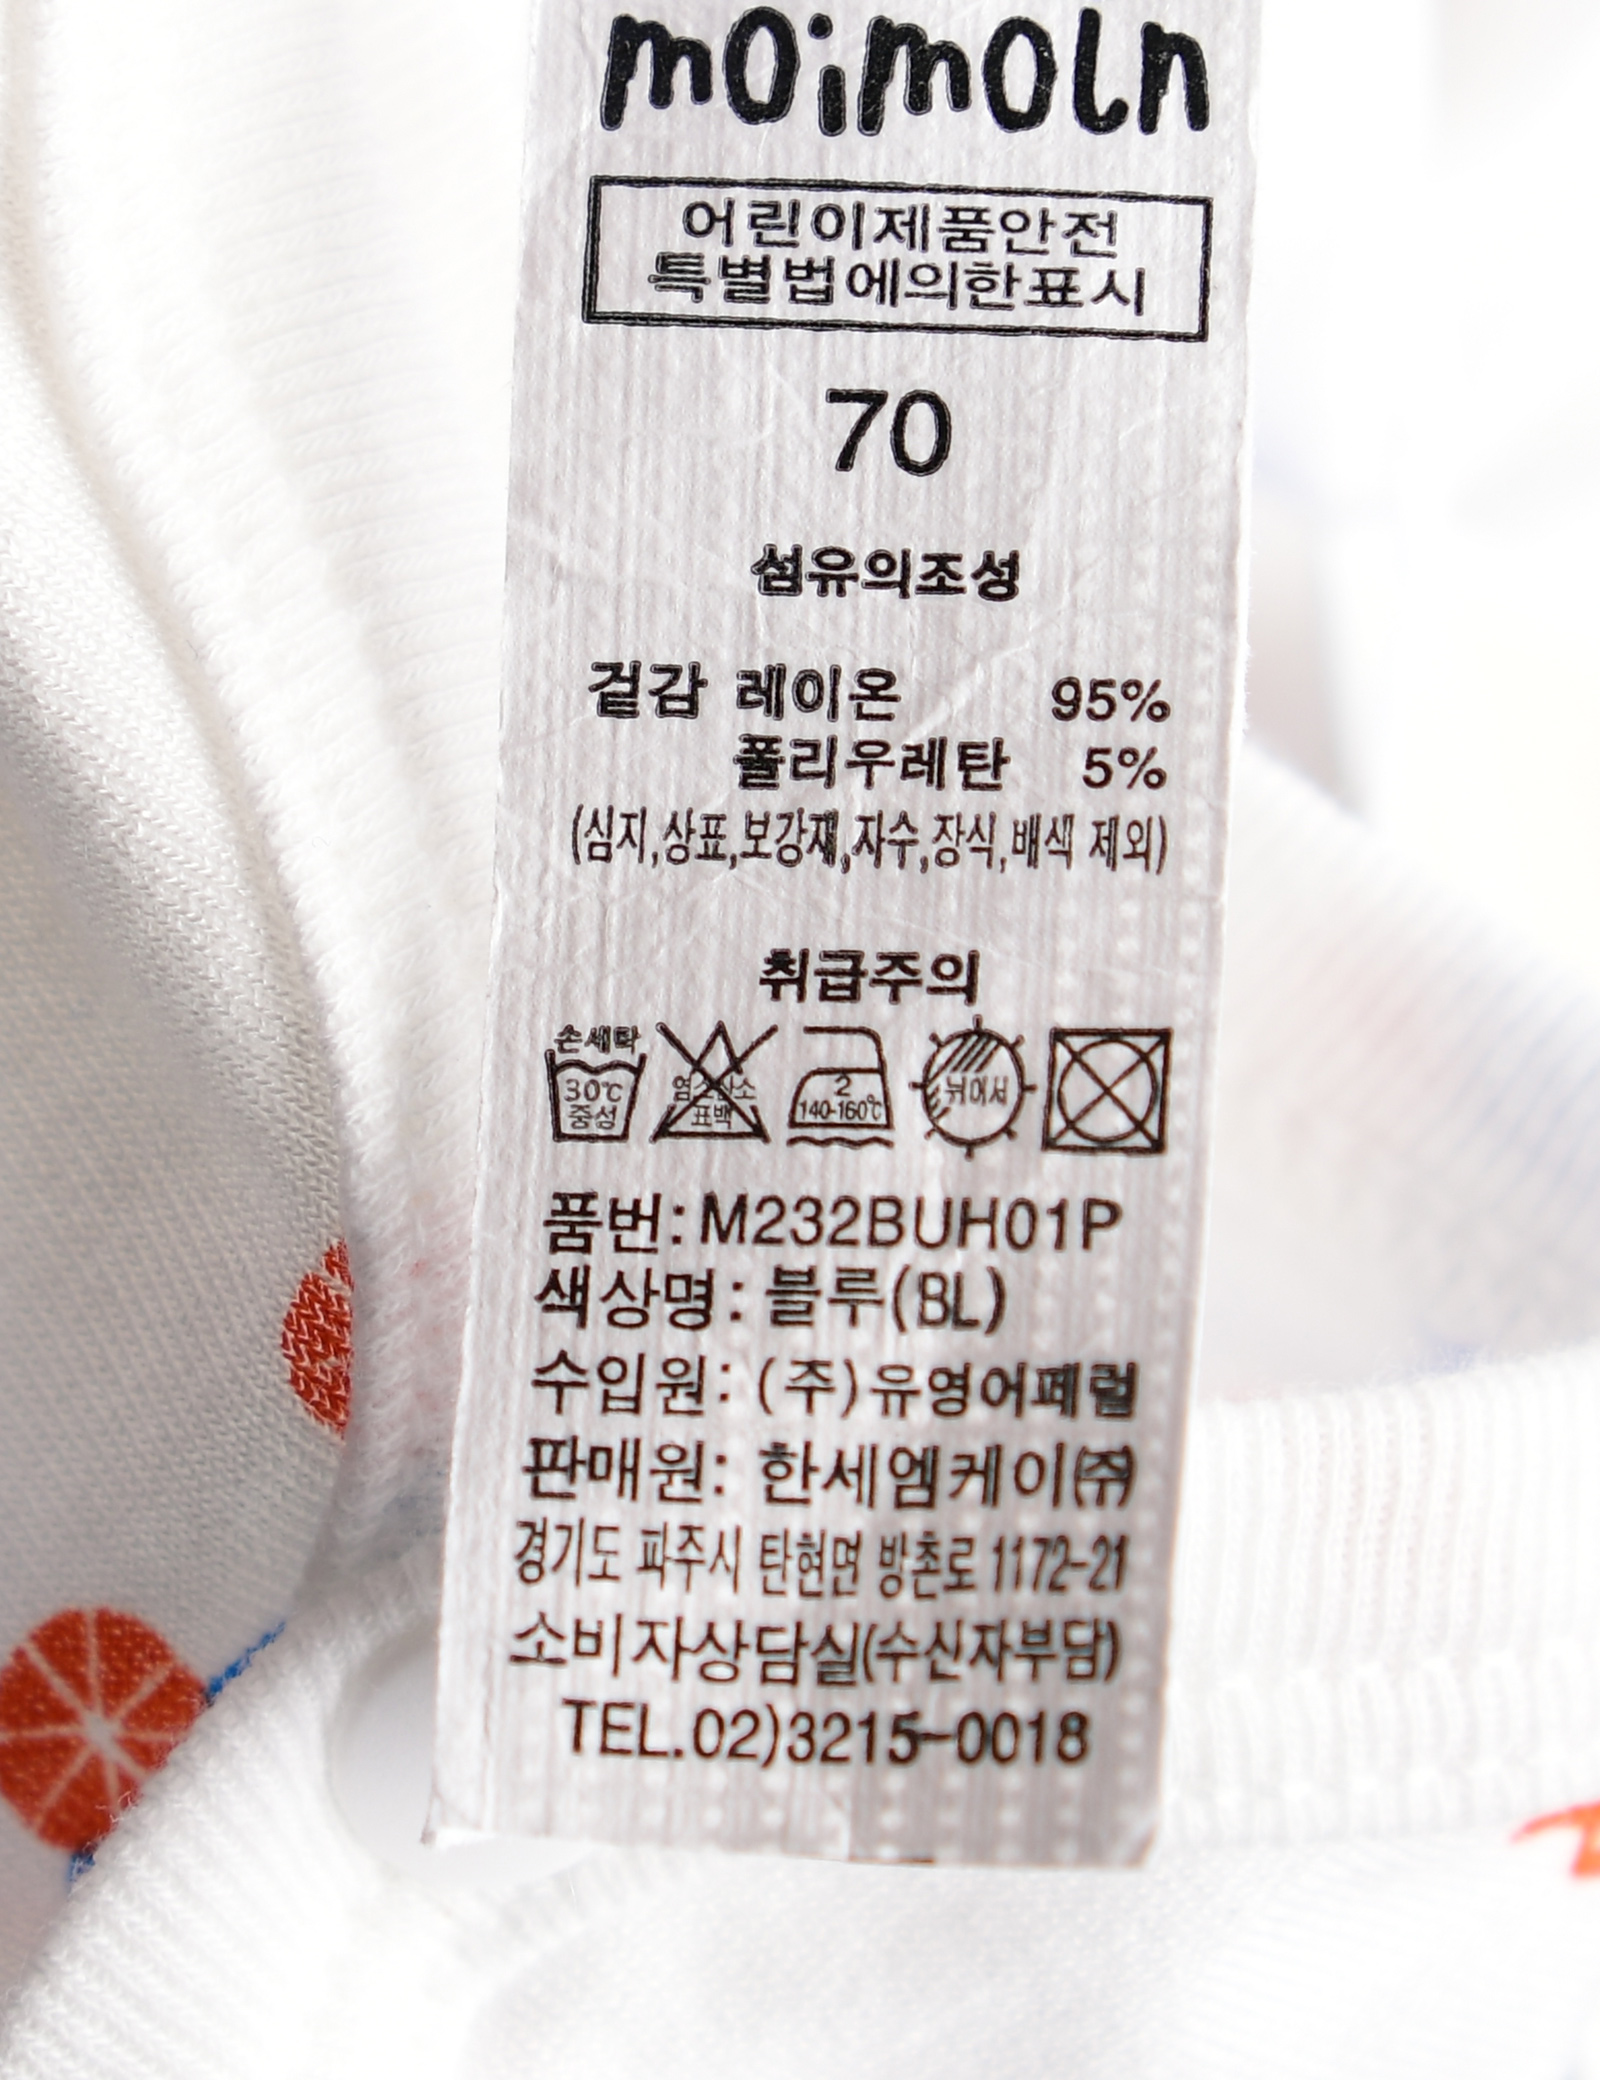 moimoln
어린이제품안전
특별법에의한표시
70
섬유의조성
겉감 레이온 95%
폴리우레탄 5%
(심지,상표,보강재,자수,장식,배색 제외)
취급주의
손세탁
30℃
중성
염소산소
표백
2
140-160℃
뉘어서
품번: M232BUH01P
색상명: 블루(BL)
수입원: (주)유영어페럴
판매원: 한세엠케이㈜
경기도 파주시 탄현면 방촌로 1172-21
소비자상담실(수신자부담)
TEL.02)3215-0018